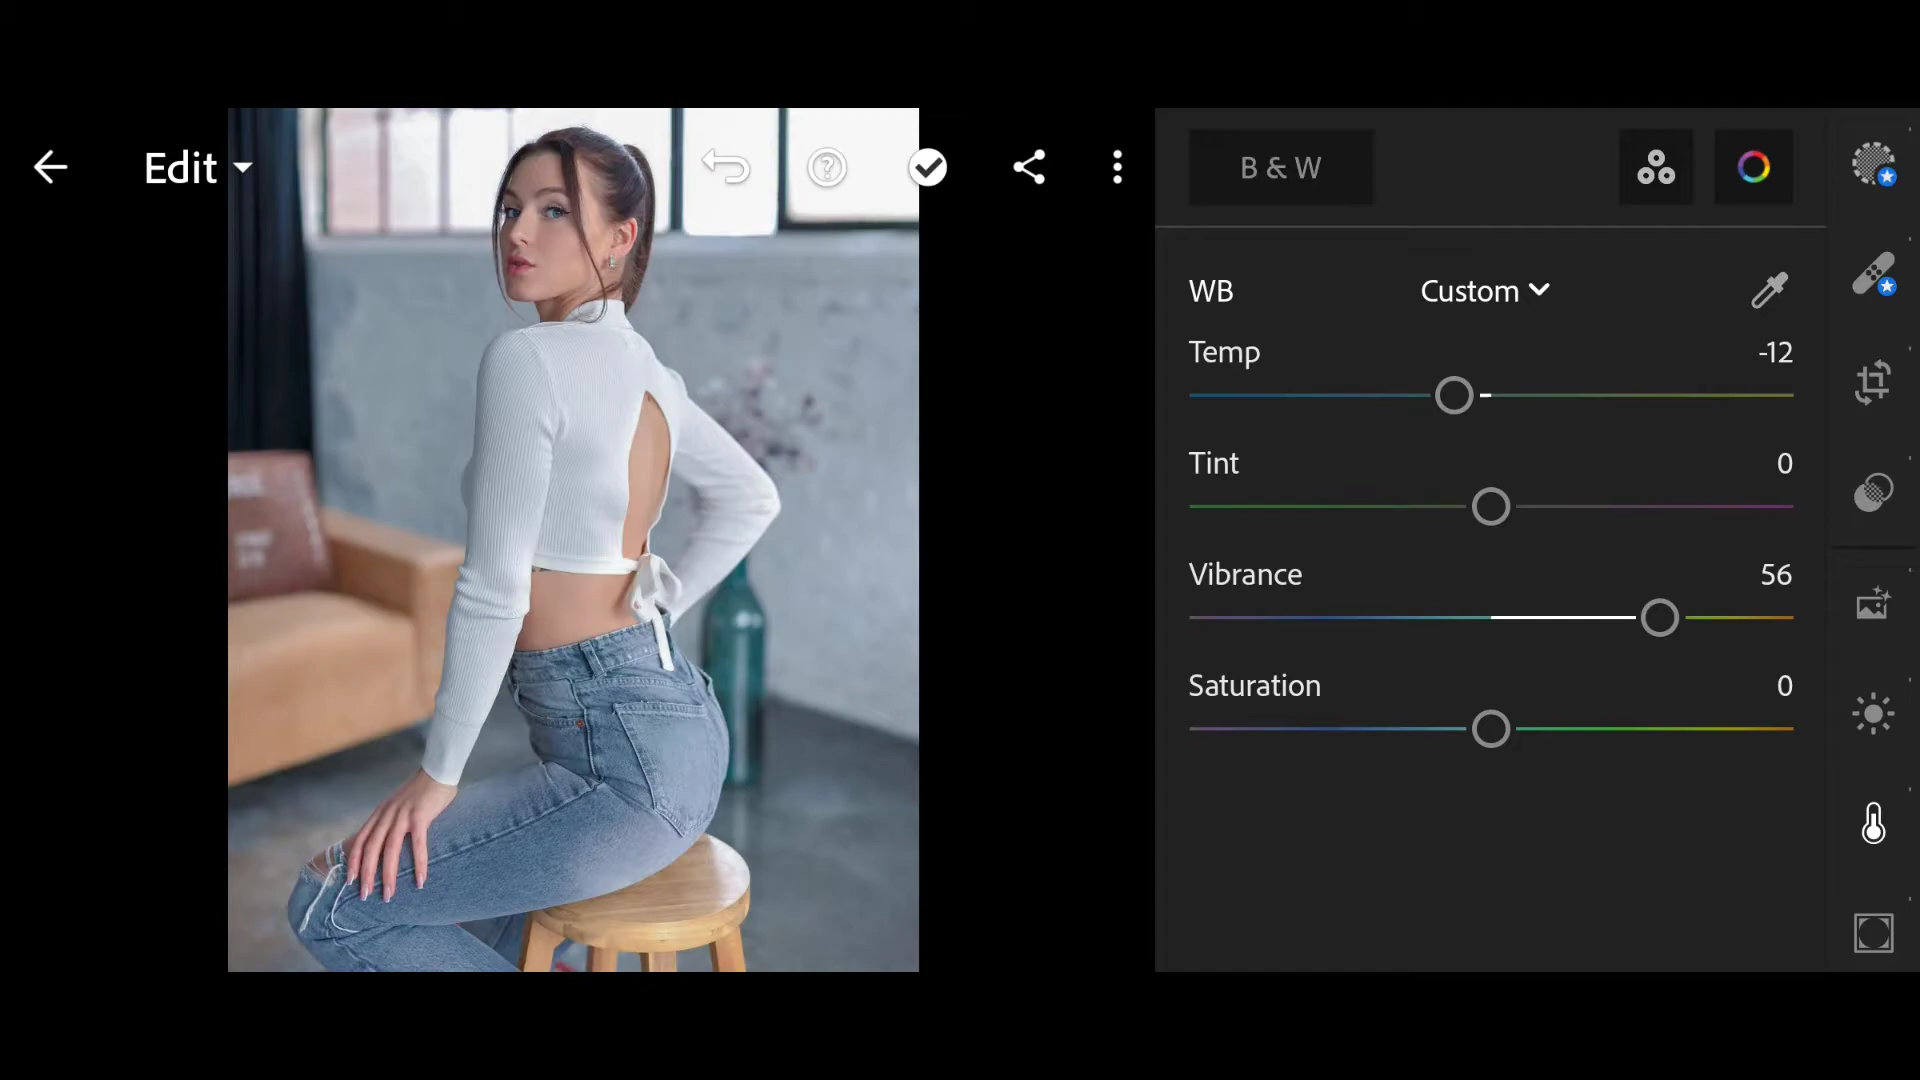 Edit
B & W
WB Custom
Temp -12
Tint 0
Vibrance 56
Saturation 0